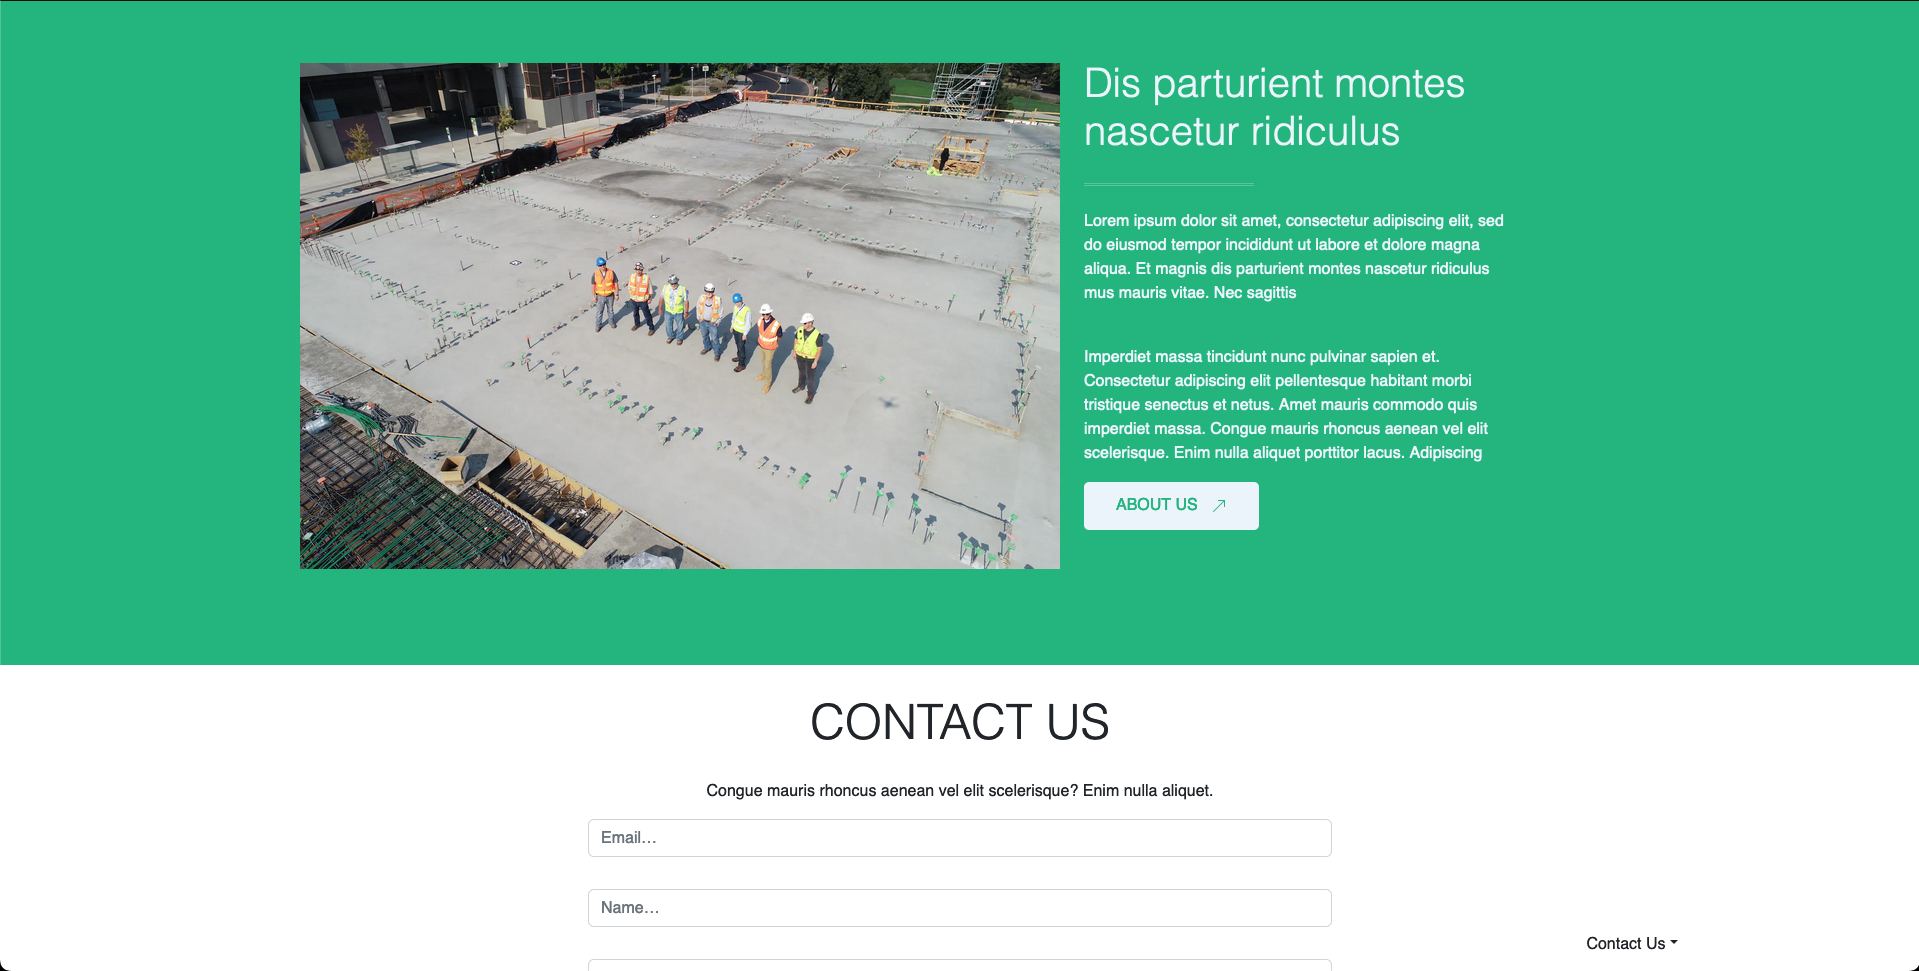 Dis parturient montes
nascetur ridiculus
Lorem ipsum dolor sit amet, consectetur adipiscing elit, sed
do eiusmod tempor incididunt ut labore et dolore magna
aliqua. Et magnis dis parturient montes nascetur ridiculus
mus mauris vitae. Nec sagittis
Imperdiet massa tincidunt nunc pulvinar sapien et.
Consectetur adipiscing elit pellentesque habitant morbi
tristique senectus et netus. Amet mauris commodo quis
imperdiet massa. Congue mauris rhoncus aenean vel elit
scelerisque. Enim nulla aliquet porttitor lacus. Adipiscing
ABOUT US
CONTACT US
Congue mauris rhoncus aenean vel elit scelerisque? Enim nulla aliquet.
Email...
Name...
Contact Us